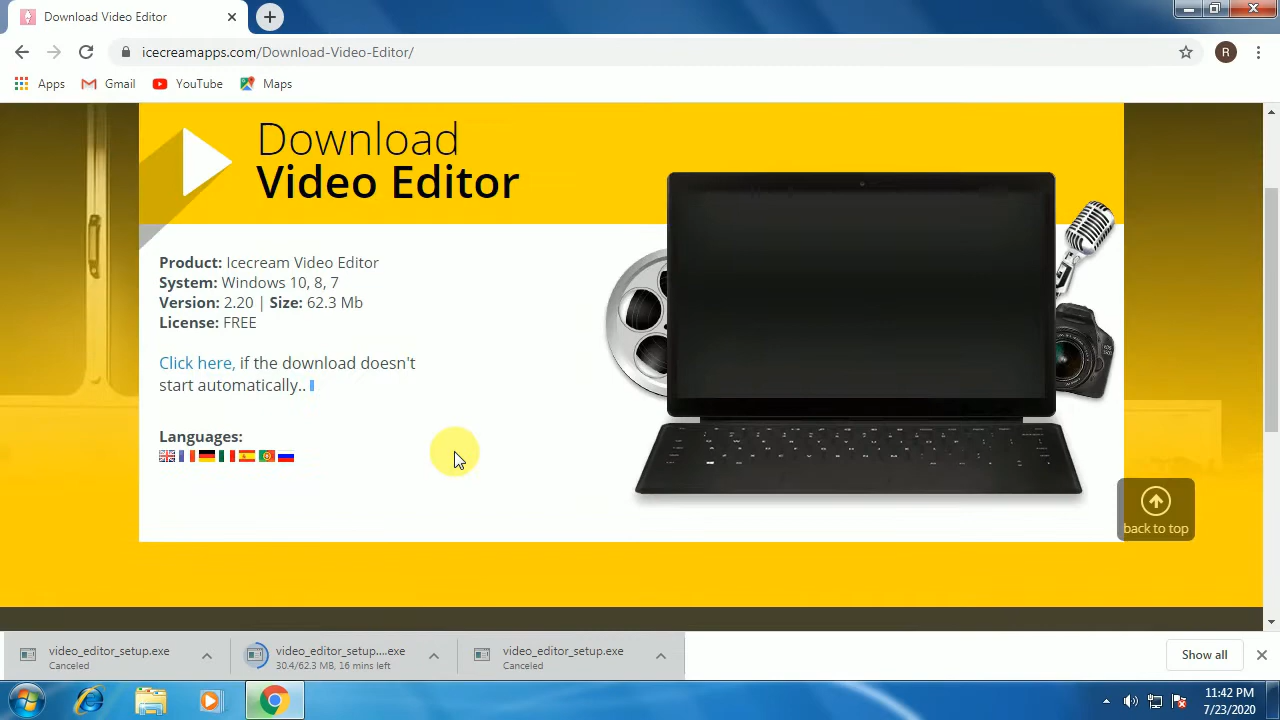 Download Video Editor
icecreamapps.com/Download-Video-Editor/
R
Apps
Gmail
YouTube
Maps
Download
Video Editor
Product: Icecream Video Editor
System: Windows 10, 8, 7
Version: 2.20 | Size: 62.3 Mb
License: FREE
Click here, if the download doesn't
start automatically..
Languages:
back to top
video_editor_setup.exe
Canceled
video_editor_setup....exe
30.4/62.3 MB, 16 mins left
video_editor_setup.exe
Canceled
Show all
11:42 PM
7/23/2020